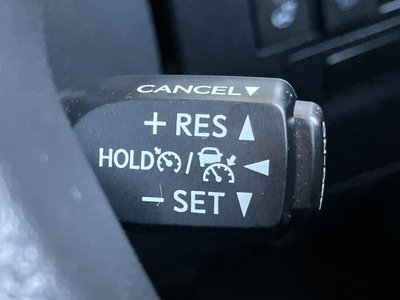 CANCEL▼
+ RES ▲
HOLD / ◀
− SET ▼